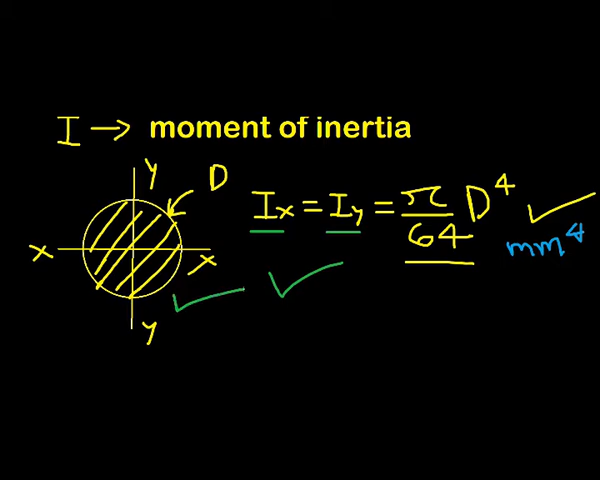 I → moment of inertia
y D
Ix = Iy = π/64 D⁴ ✓
x x mm⁴
✓ ✓
y